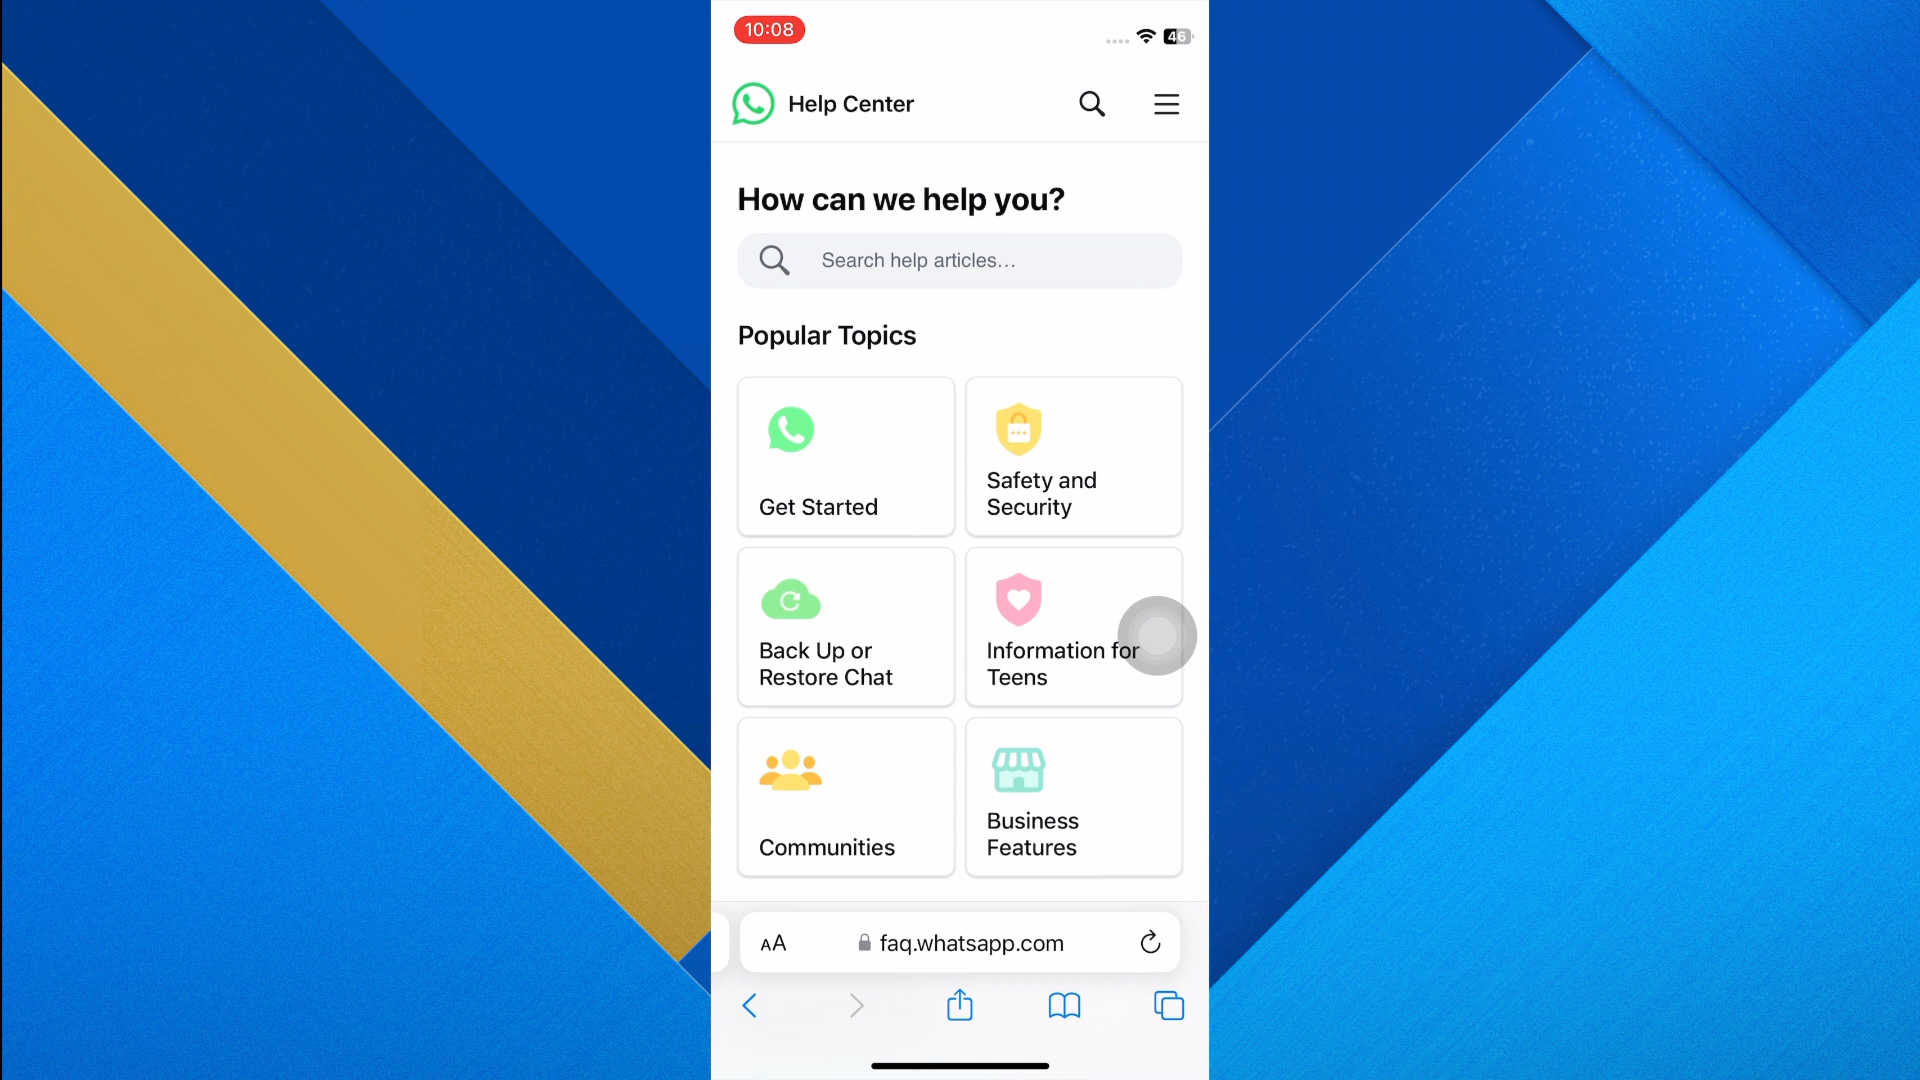 10:08
46
Help Center
How can we help you?
Search help articles...
Popular Topics
Get Started
Safety and
Security
Back Up or
Restore Chat
Information for
Teens
Communities
Business
Features
AA
faq.whatsapp.com